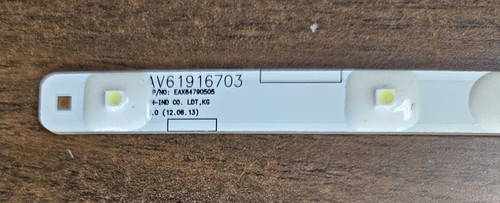 AV61916703
P/NO: EAX64790505
H-IND CO. LDT,KG
.0 (12.06.13)